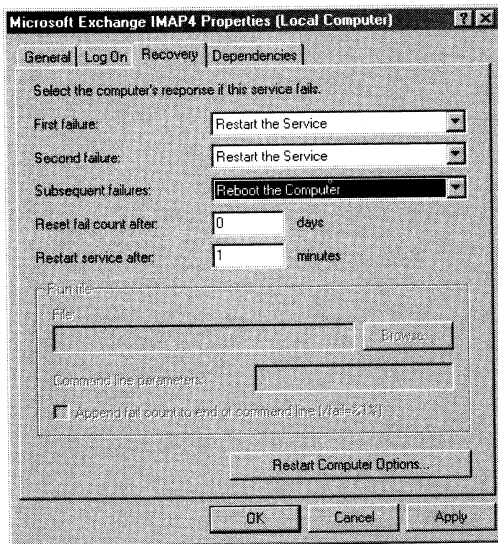 Microsoft Exchange IMAP4 Properties (Local Computer)
General Log On Recovery Dependencies
Select the computer's response if this service fails.
First failure: Restart the Service
Second failure: Restart the Service
Subsequent failures: Reboot the Computer
Reset fail count after: 0 days
Restart service after: 1 minutes
Run file
File:
Browse...
Command line parameters:
Append fail count to end of command line (/fail=%1%)
Restart Computer Options...
OK Cancel Apply